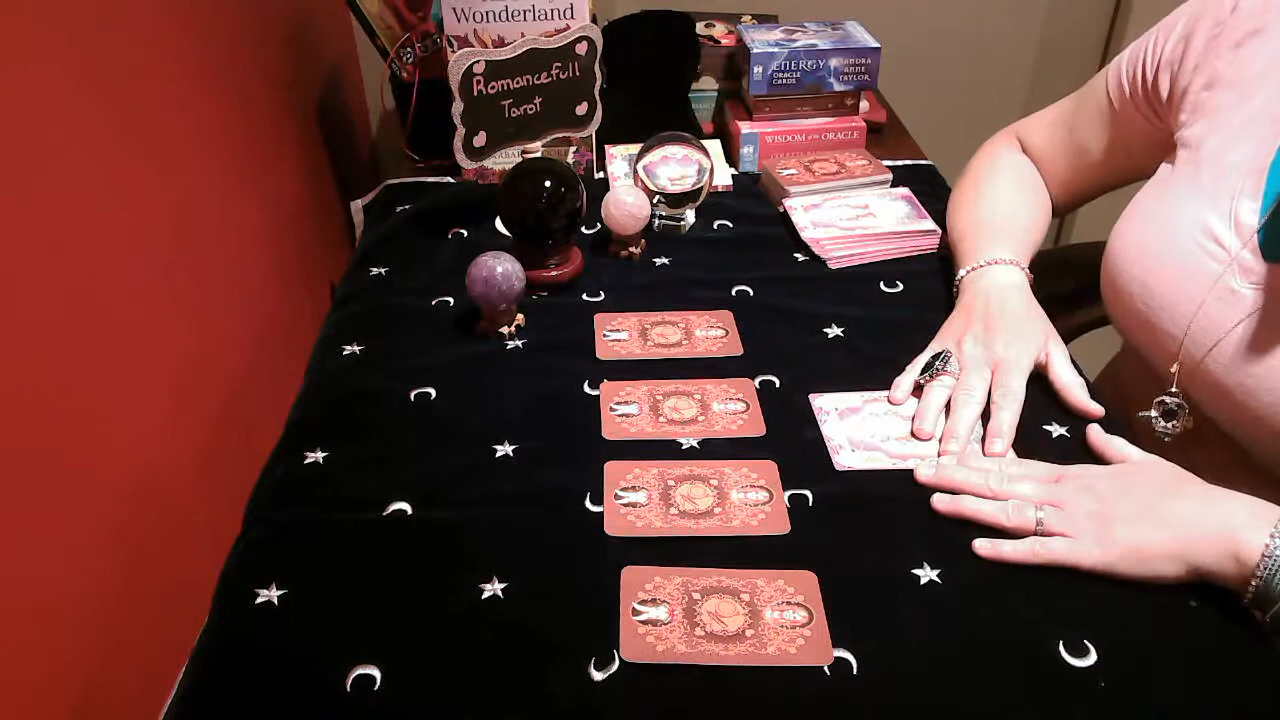 Wonderland
Romancefull
Tarot
ENERGY
ORACLE
CARDS
SANDRA
ANNE
TAYLOR
WISDOM of the ORACLE